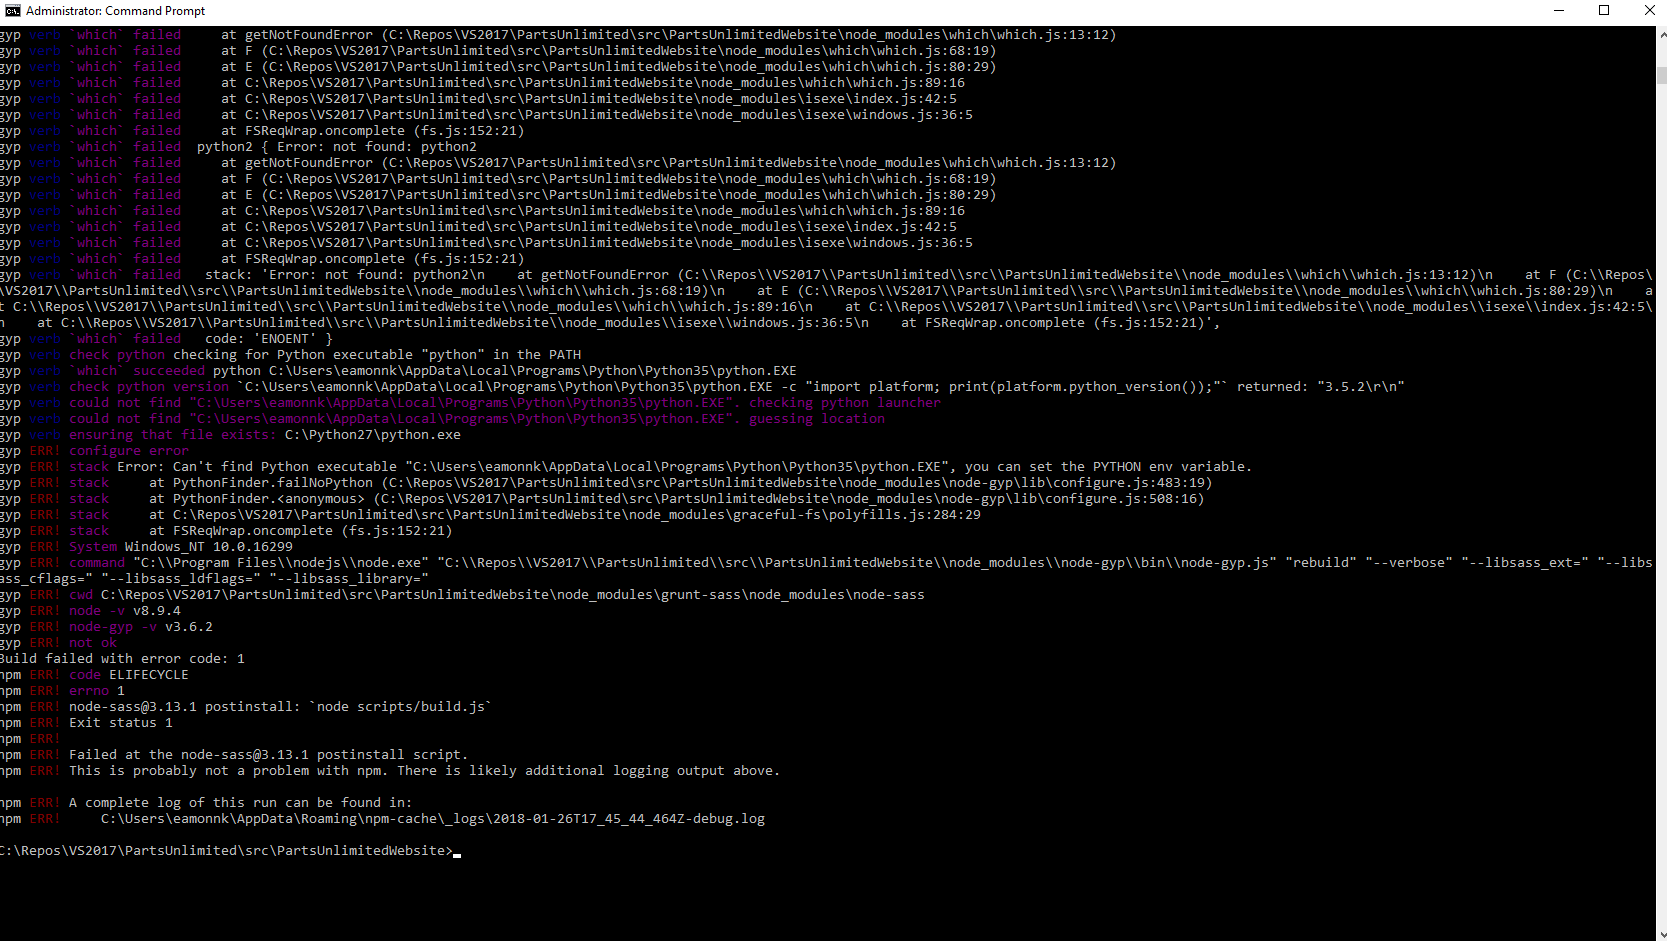 Administrator: Command Prompt
gyp verb `which` failed     at getNotFoundError (C:\Repos\VS2017\PartsUnlimited\src\PartsUnlimitedWebsite\node_modules\which\which.js:13:12)
gyp verb `which` failed     at F (C:\Repos\VS2017\PartsUnlimited\src\PartsUnlimitedWebsite\node_modules\which\which.js:68:19)
gyp verb `which` failed     at E (C:\Repos\VS2017\PartsUnlimited\src\PartsUnlimitedWebsite\node_modules\which\which.js:80:29)
gyp verb `which` failed     at C:\Repos\VS2017\PartsUnlimited\src\PartsUnlimitedWebsite\node_modules\which\which.js:89:16
gyp verb `which` failed     at C:\Repos\VS2017\PartsUnlimited\src\PartsUnlimitedWebsite\node_modules\isexe\index.js:42:5
gyp verb `which` failed     at C:\Repos\VS2017\PartsUnlimited\src\PartsUnlimitedWebsite\node_modules\isexe\windows.js:36:5
gyp verb `which` failed     at FSReqWrap.oncomplete (fs.js:152:21)
gyp verb `which` failed  python2 { Error: not found: python2
gyp verb `which` failed     at getNotFoundError (C:\Repos\VS2017\PartsUnlimited\src\PartsUnlimitedWebsite\node_modules\which\which.js:13:12)
gyp verb `which` failed     at F (C:\Repos\VS2017\PartsUnlimited\src\PartsUnlimitedWebsite\node_modules\which\which.js:68:19)
gyp verb `which` failed     at E (C:\Repos\VS2017\PartsUnlimited\src\PartsUnlimitedWebsite\node_modules\which\which.js:80:29)
gyp verb `which` failed     at C:\Repos\VS2017\PartsUnlimited\src\PartsUnlimitedWebsite\node_modules\which\which.js:89:16
gyp verb `which` failed     at C:\Repos\VS2017\PartsUnlimited\src\PartsUnlimitedWebsite\node_modules\isexe\index.js:42:5
gyp verb `which` failed     at C:\Repos\VS2017\PartsUnlimited\src\PartsUnlimitedWebsite\node_modules\isexe\windows.js:36:5
gyp verb `which` failed     at FSReqWrap.oncomplete (fs.js:152:21)
gyp verb `which` failed   stack: 'Error: not found: python2\n    at getNotFoundError (C:\\Repos\\VS2017\\PartsUnlimited\\src\\PartsUnlimitedWebsite\\node_modules\\which\\which.js:13:12)\n    at F (C:\\Repos\
\VS2017\\PartsUnlimited\\src\\PartsUnlimitedWebsite\\node_modules\\which\\which.js:68:19)\n    at E (C:\\Repos\\VS2017\\PartsUnlimited\\src\\PartsUnlimitedWebsite\\node_modules\\which\\which.js:80:29)\n    a
t C:\\Repos\\VS2017\\PartsUnlimited\\src\\PartsUnlimitedWebsite\\node_modules\\which\\which.js:89:16\n    at C:\\Repos\\VS2017\\PartsUnlimited\\src\\PartsUnlimitedWebsite\\node_modules\\isexe\\index.js:42:5\
n    at C:\\Repos\\VS2017\\PartsUnlimited\\src\\PartsUnlimitedWebsite\\node_modules\\isexe\\windows.js:36:5\n    at FSReqWrap.oncomplete (fs.js:152:21)',
gyp verb `which` failed   code: 'ENOENT' }
gyp verb check python checking for Python executable "python" in the PATH
gyp verb `which` succeeded python C:\Users\eamonnk\AppData\Local\Programs\Python\Python35\python.EXE
gyp verb check python version `C:\Users\eamonnk\AppData\Local\Programs\Python\Python35\python.EXE -c "import platform; print(platform.python_version());"` returned: "3.5.2\r\n"
gyp verb could not find "C:\Users\eamonnk\AppData\Local\Programs\Python\Python35\python.EXE". checking python launcher
gyp verb could not find "C:\Users\eamonnk\AppData\Local\Programs\Python\Python35\python.EXE". guessing location
gyp verb ensuring that file exists: C:\Python27\python.exe
gyp ERR! configure error
gyp ERR! stack Error: Can't find Python executable "C:\Users\eamonnk\AppData\Local\Programs\Python\Python35\python.EXE", you can set the PYTHON env variable.
gyp ERR! stack     at PythonFinder.failNoPython (C:\Repos\VS2017\PartsUnlimited\src\PartsUnlimitedWebsite\node_modules\node-gyp\lib\configure.js:483:19)
gyp ERR! stack     at PythonFinder.<anonymous> (C:\Repos\VS2017\PartsUnlimited\src\PartsUnlimitedWebsite\node_modules\node-gyp\lib\configure.js:508:16)
gyp ERR! stack     at C:\Repos\VS2017\PartsUnlimited\src\PartsUnlimitedWebsite\node_modules\graceful-fs\polyfills.js:284:29
gyp ERR! stack     at FSReqWrap.oncomplete (fs.js:152:21)
gyp ERR! System Windows_NT 10.0.16299
gyp ERR! command "C:\\Program Files\\nodejs\\node.exe" "C:\\Repos\\VS2017\\PartsUnlimited\\src\\PartsUnlimitedWebsite\\node_modules\\node-gyp\\bin\\node-gyp.js" "rebuild" "--verbose" "--libsass_ext=" "--libs
ass_cflags=" "--libsass_ldflags=" "--libsass_library="
gyp ERR! cwd C:\Repos\VS2017\PartsUnlimited\src\PartsUnlimitedWebsite\node_modules\grunt-sass\node_modules\node-sass
gyp ERR! node -v v8.9.4
gyp ERR! node-gyp -v v3.6.2
gyp ERR! not ok
Build failed with error code: 1
npm ERR! code ELIFECYCLE
npm ERR! errno 1
npm ERR! node-sass@3.13.1 postinstall: `node scripts/build.js`
npm ERR! Exit status 1
npm ERR!
npm ERR! Failed at the node-sass@3.13.1 postinstall script.
npm ERR! This is probably not a problem with npm. There is likely additional logging output above.
npm ERR! A complete log of this run can be found in:
npm ERR!     C:\Users\eamonnk\AppData\Roaming\npm-cache\_logs\2018-01-26T17_45_44_464Z-debug.log
C:\Repos\VS2017\PartsUnlimited\src\PartsUnlimitedWebsite>